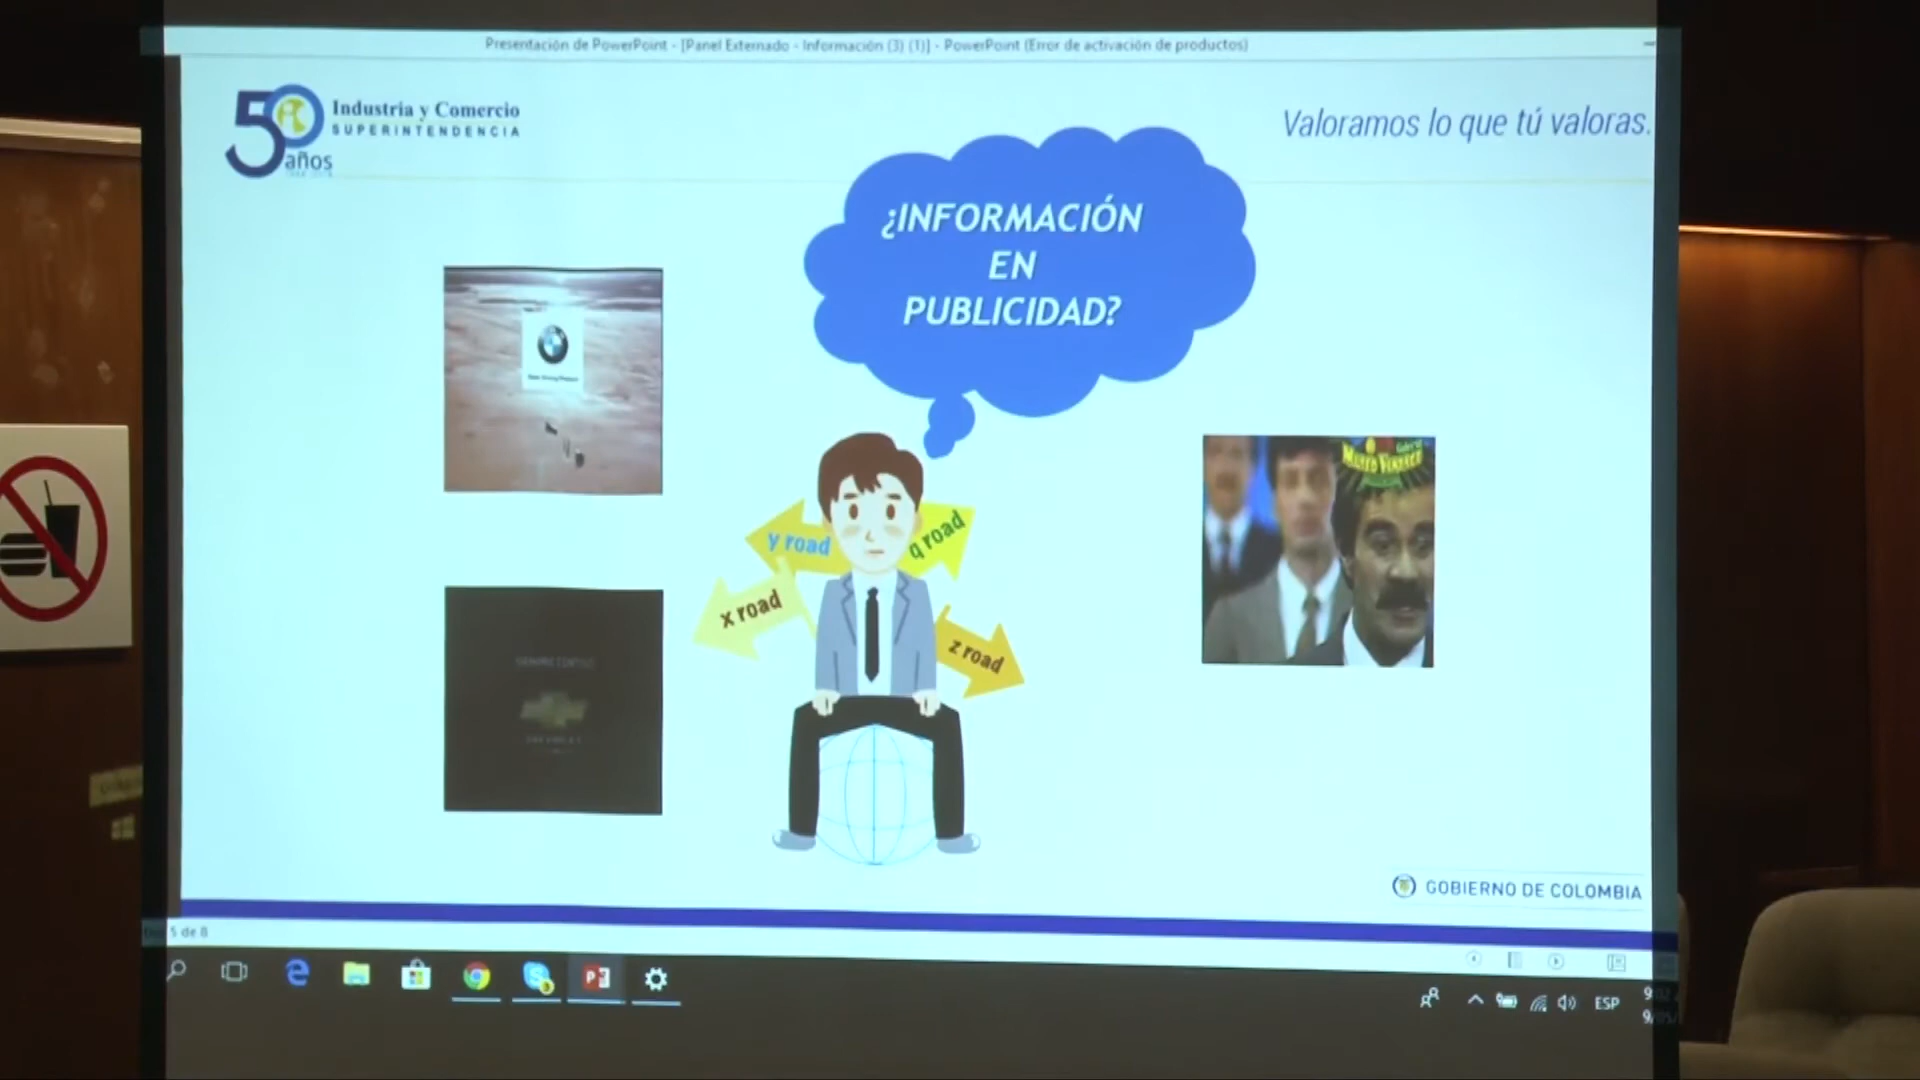 Presentación de PowerPoint - [Panel Externado - Información (3) (1)] - PowerPoint (Error de activación de productos)
50
años
Industria y Comercio
SUPERINTENDENCIA
Valoramos lo que tú valoras.
¿INFORMACIÓN
EN
PUBLICIDAD?
y road
q road
x road
z road
GOBIERNO DE COLOMBIA
5 de 8
ESP